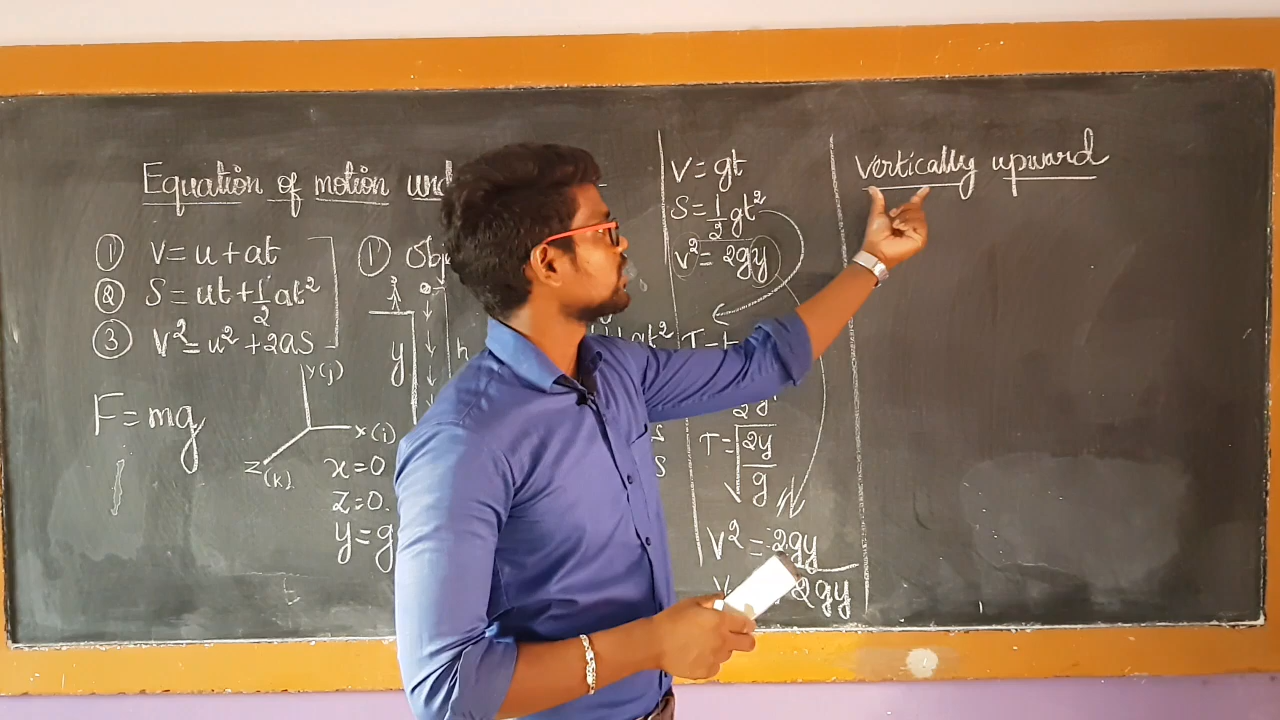 Equation of motion und
① V = u + at
② S = ut + 1/2 at²
③ V² = u² + 2as
F = mg
y(j)
x(i)
z(k)
x = 0
z = 0.
y = g
① Obj
y
h
s
s
V = gt
S = 1/2 gt²
V² = 2gy
T = √2y/g
V² = 2gy
2gy
Vertically upward